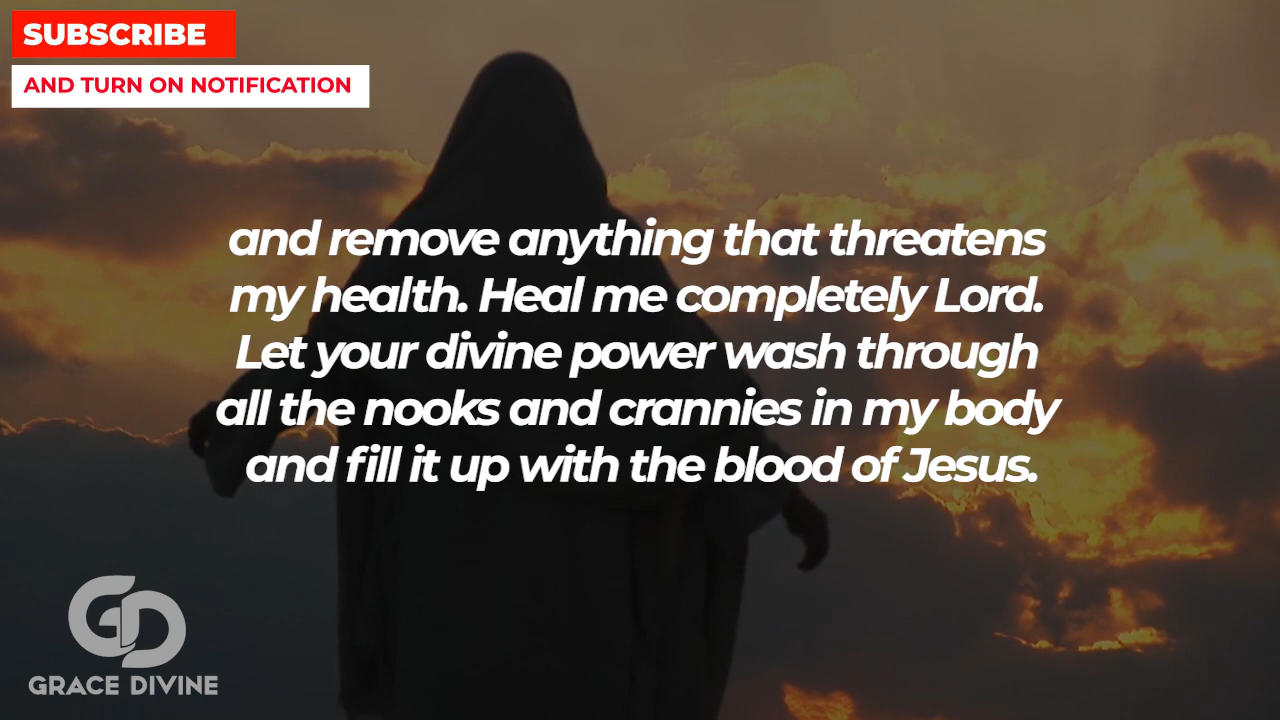 SUBSCRIBE
AND TURN ON NOTIFICATION
and remove anything that threatens
my health. Heal me completely Lord.
Let your divine power wash through
all the nooks and crannies in my body
and fill it up with the blood of Jesus.
GD
GRACE DIVINE